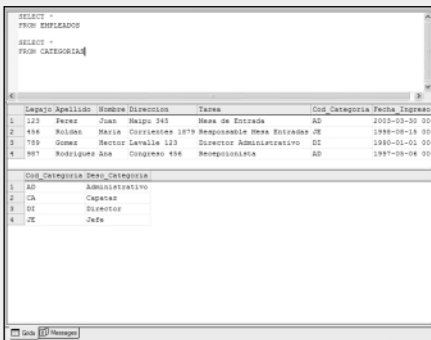 SELECT *
FROM EMPLEADOS
SELECT *
FROM CATEGORIAS
Legajo Apellido Nombre Direccion Tarea Cod_Categoria Fecha_Ingreso
1 123 Perez Juan Maipu 345 Mesa de Entrada AD 2003-03-30 00
2 456 Roldan Maria Corrientes 1879 Responsable Mesa Entradas JE 1998-08-15 00
3 789 Gomez Hector Lavalle 123 Director Administrativo DI 1990-01-01 00
4 987 Rodriguez Ana Congreso 456 Recepcionista AD 1997-05-06 00
Cod_Categoria Desc_Categoria
1 AD Administrativo
2 CA Capataz
3 DI Director
4 JE Jefe
Grids Messages